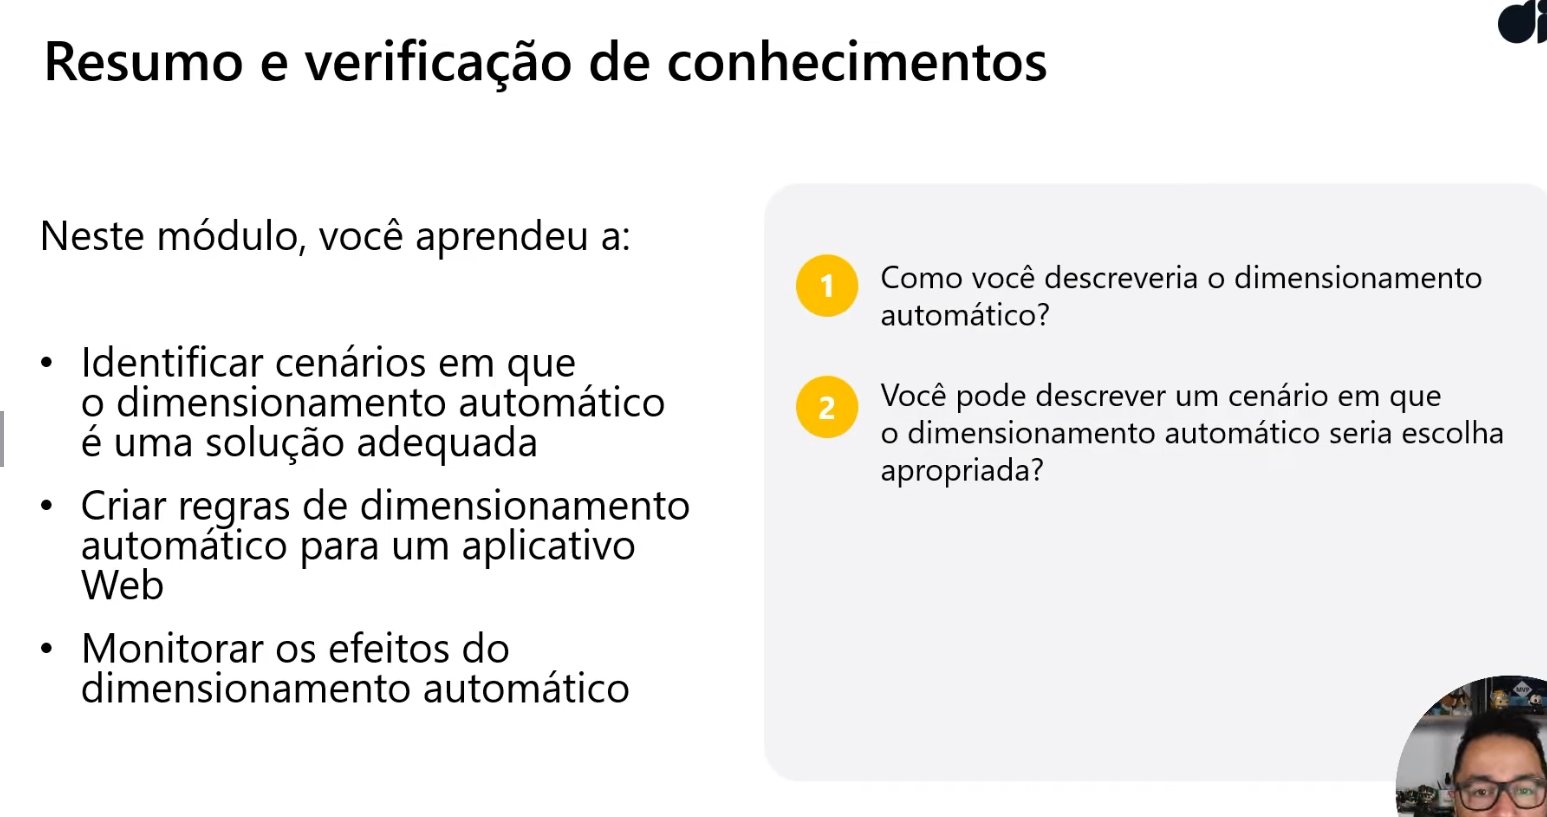 Resumo e verificação de conhecimentos
Neste módulo, você aprendeu a:
• Identificar cenários em que
o dimensionamento automático
é uma solução adequada
• Criar regras de dimensionamento
automático para um aplicativo
Web
• Monitorar os efeitos do
dimensionamento automático
1 Como você descreveria o dimensionamento
automático?
2 Você pode descrever um cenário em que
o dimensionamento automático seria escolha
apropriada?
MVP